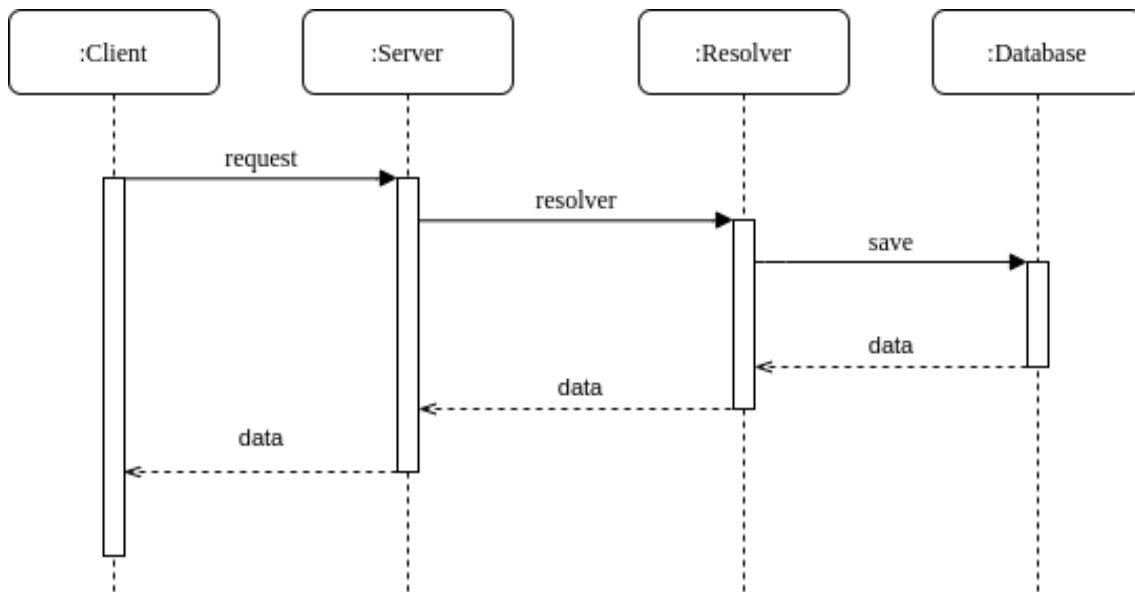 :Client
:Server
:Resolver
:Database
request
resolver
save
data
data
data